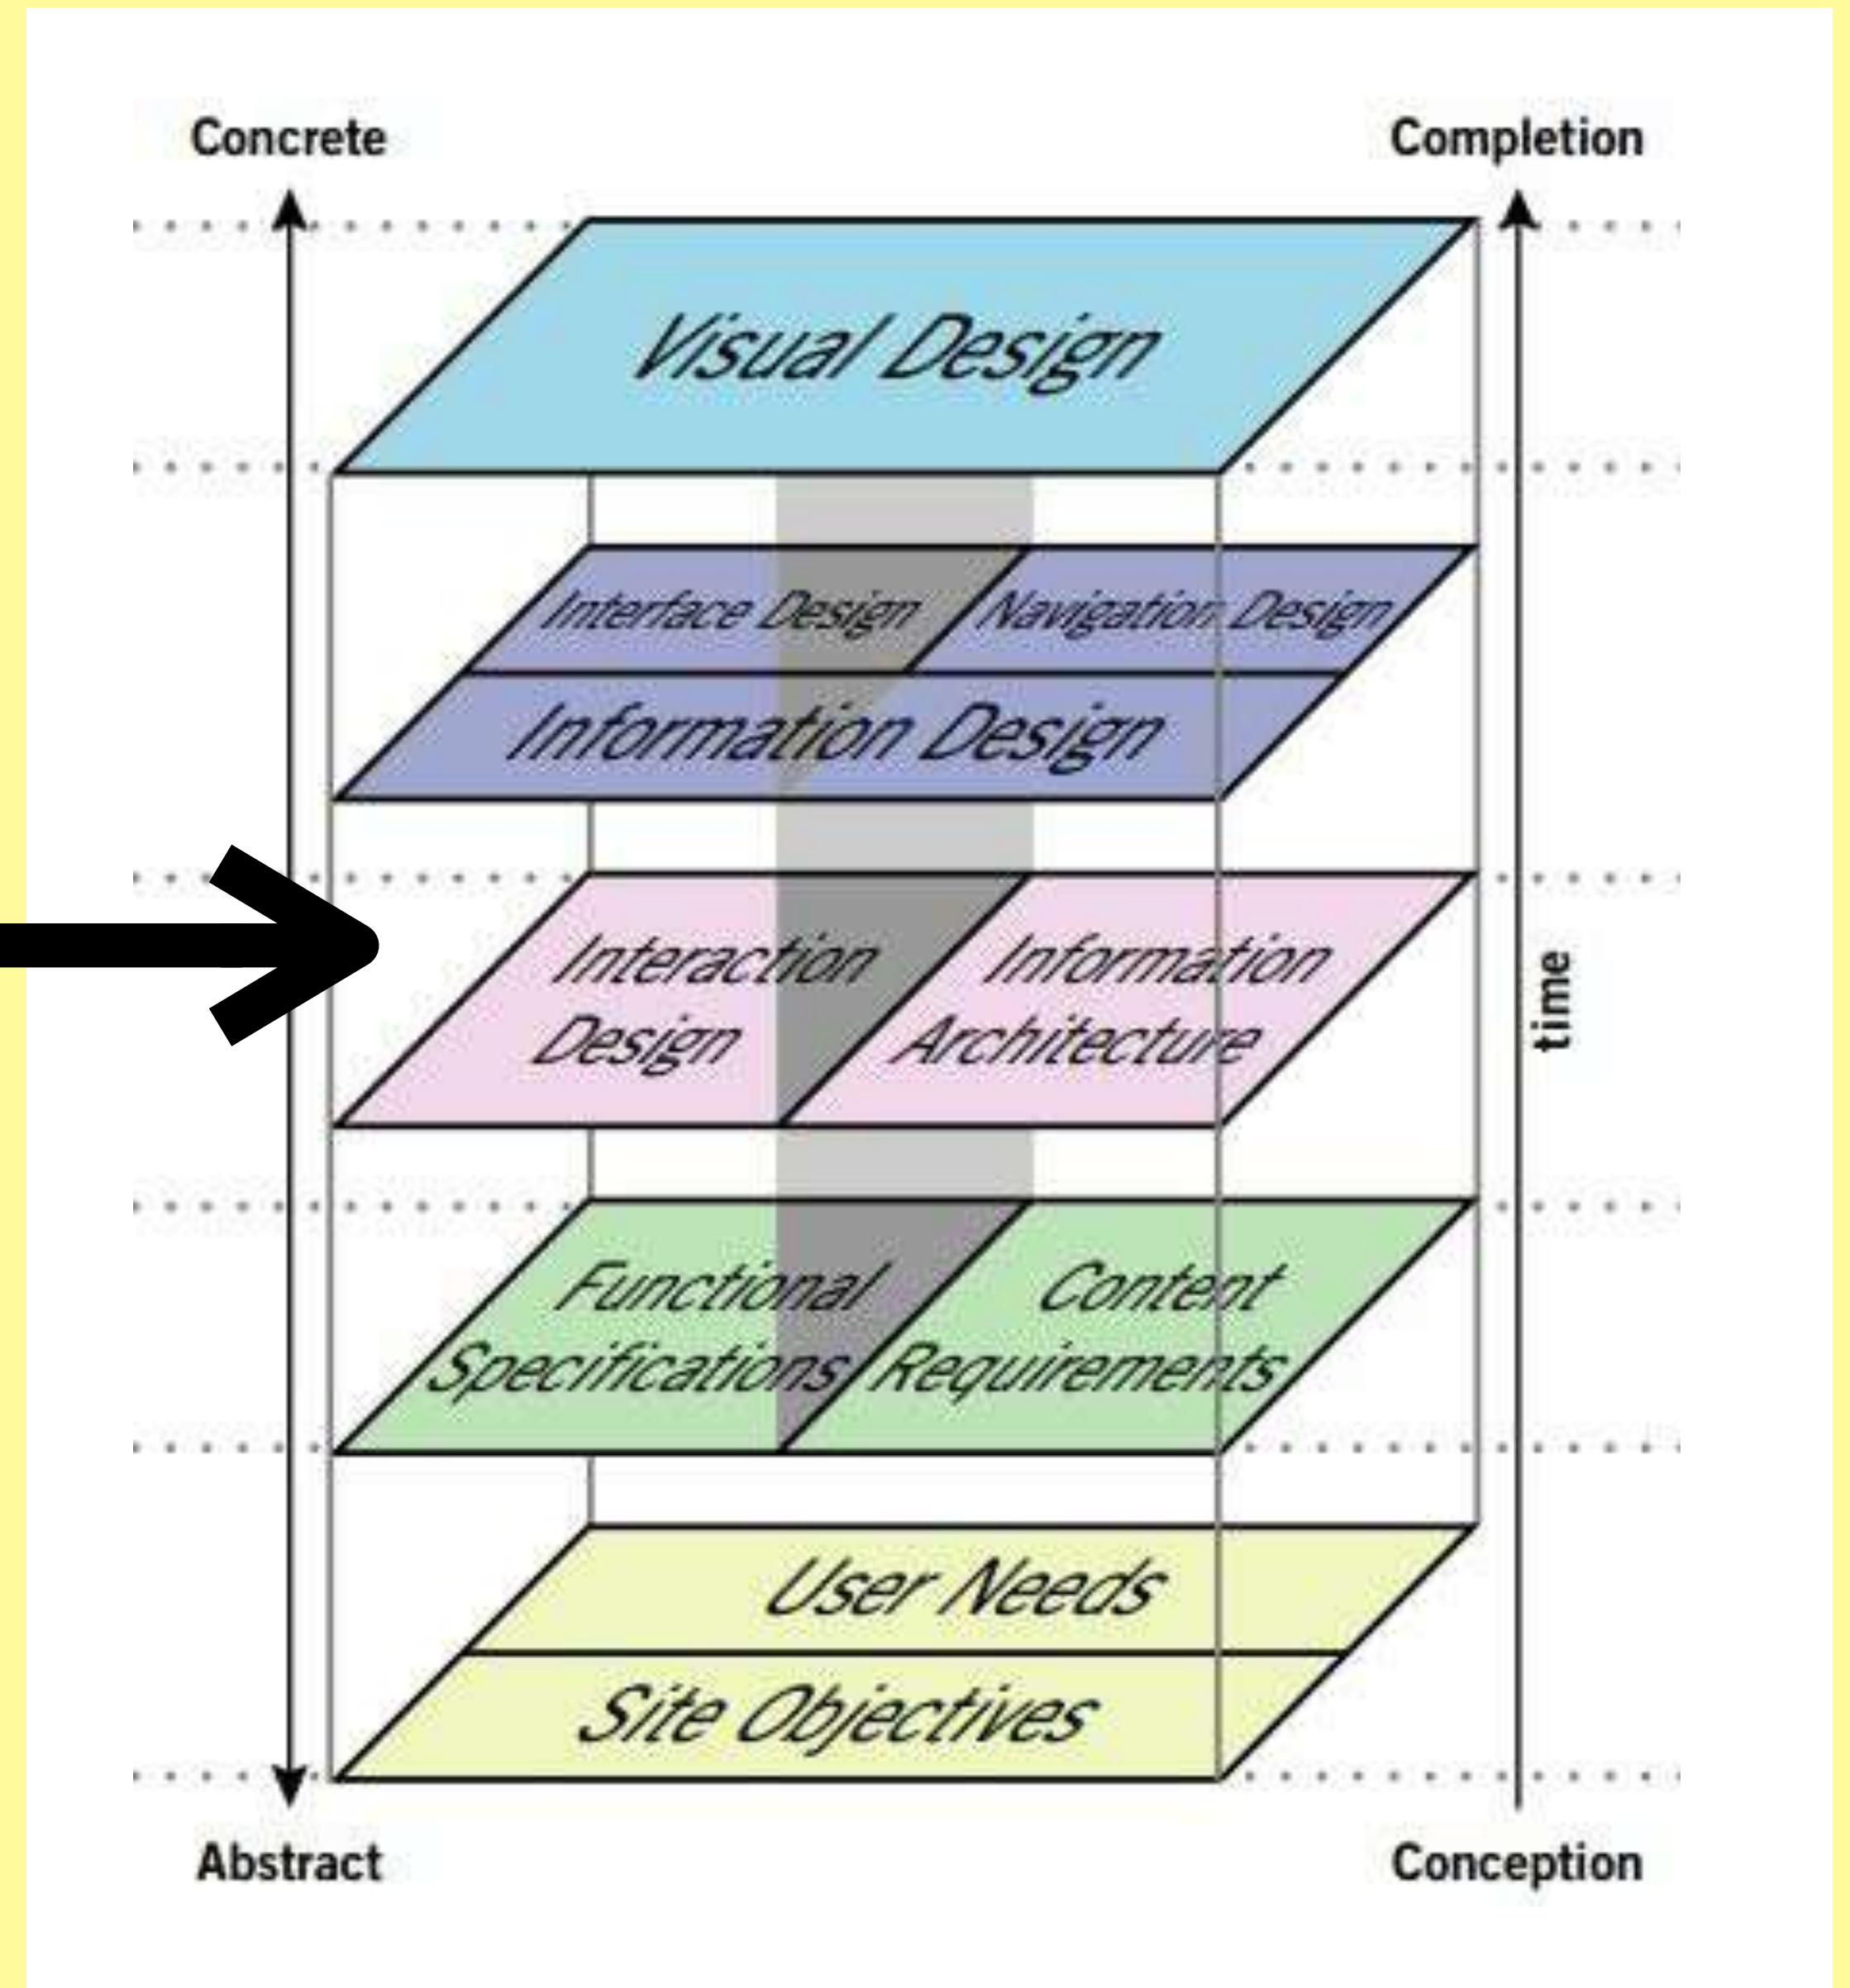 Concrete
Completion
Visual Design
Interface Design
Navigation Design
Information Design
Interaction
Design
Information
Architecture
time
Functional
Specifications
Content
Requirements
User Needs
Site Objectives
Abstract
Conception